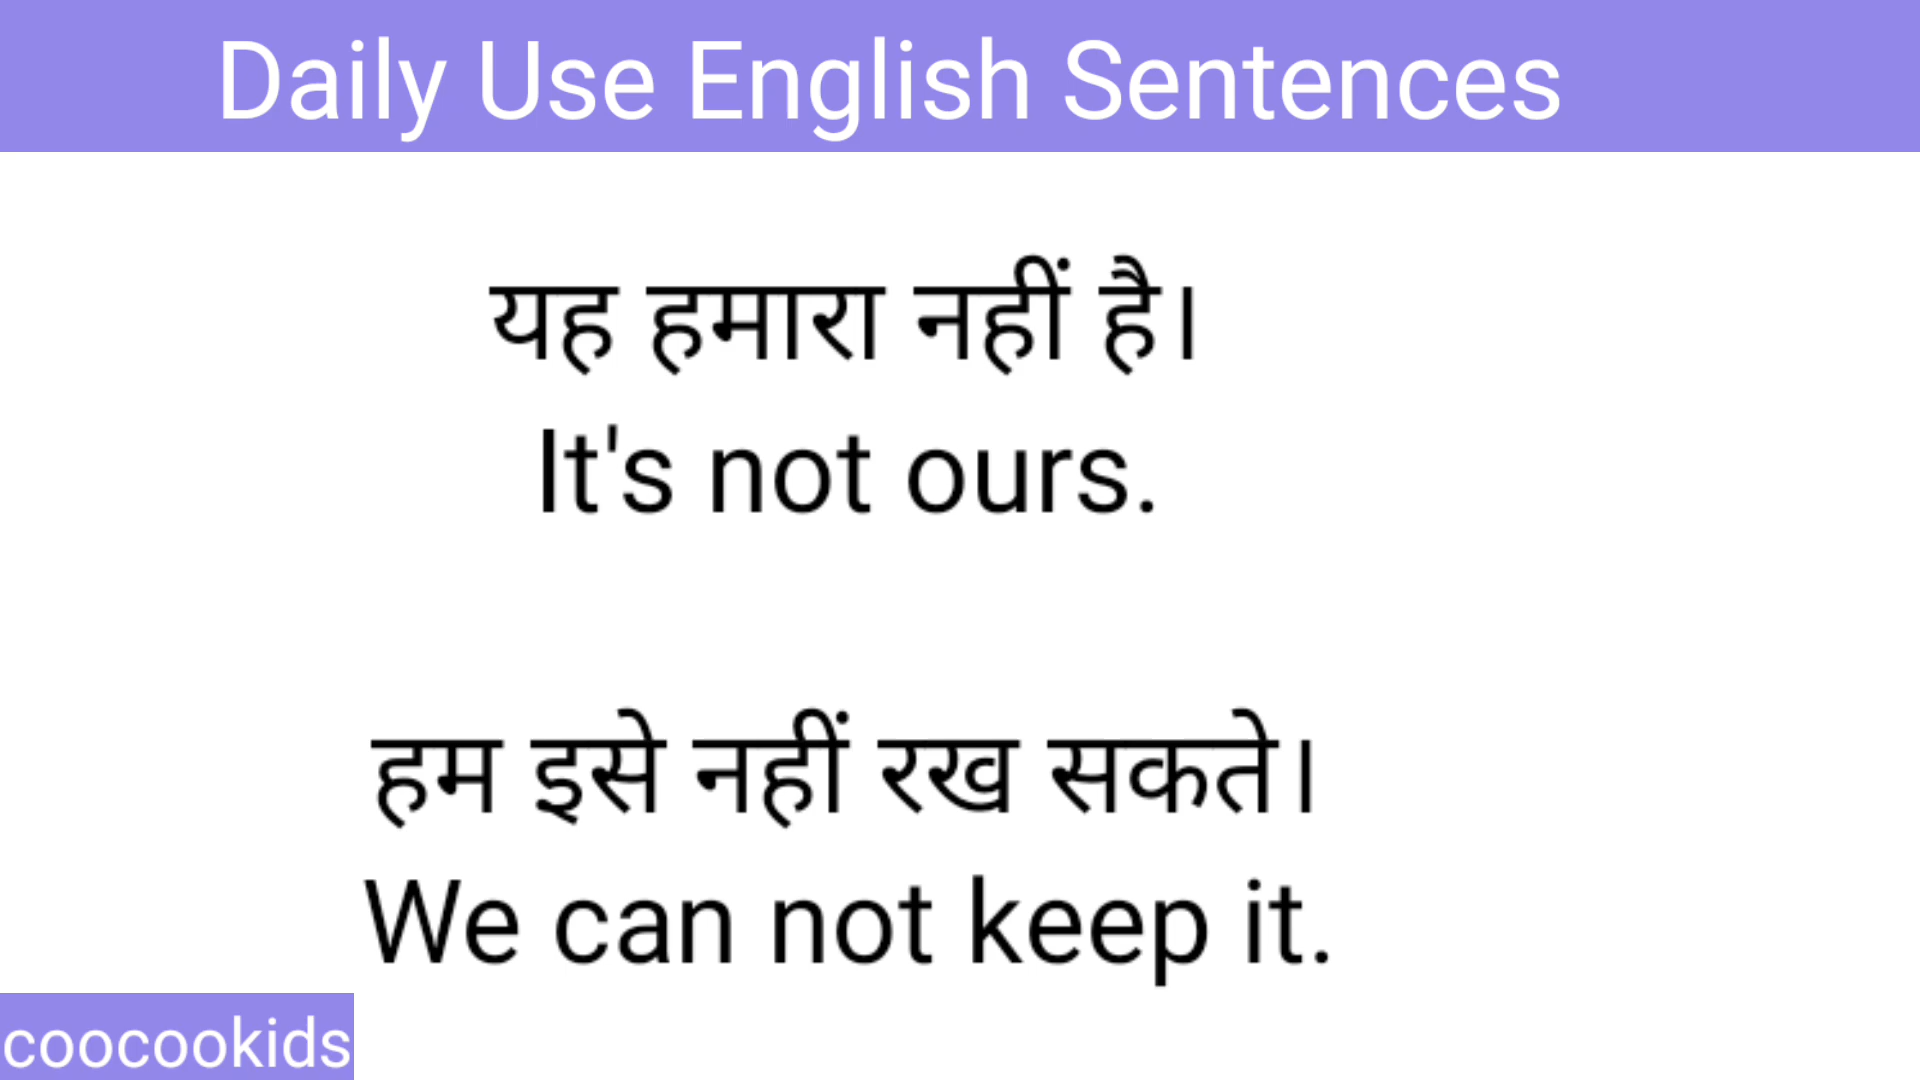 Daily Use English Sentences
यह हमारा नहीं है।
It's not ours.
हम इसे नहीं रख सकते।
We can not keep it.
coocookids